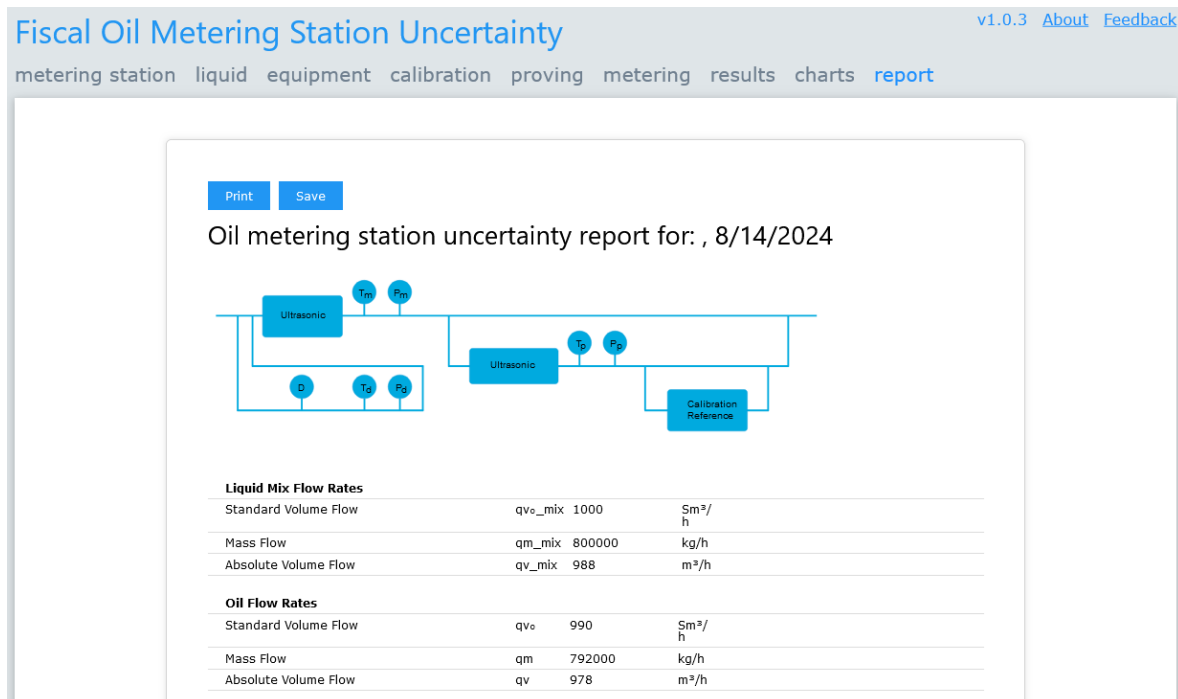 Fiscal Oil Metering Station Uncertainty
v1.0.3 About Feedback
metering station liquid equipment calibration proving metering results charts report
Print Save
Oil metering station uncertainty report for: , 8/14/2024
Tm Pm
Ultrasonic
Tp Pp
Ultrasonic
D Td Pd
Calibration
Reference
Liquid Mix Flow Rates
Standard Volume Flow qv₀_mix 1000 Sm³/
h
Mass Flow qm_mix 800000 kg/h
Absolute Volume Flow qv_mix 988 m³/h
Oil Flow Rates
Standard Volume Flow qv₀ 990 Sm³/
h
Mass Flow qm 792000 kg/h
Absolute Volume Flow qv 978 m³/h